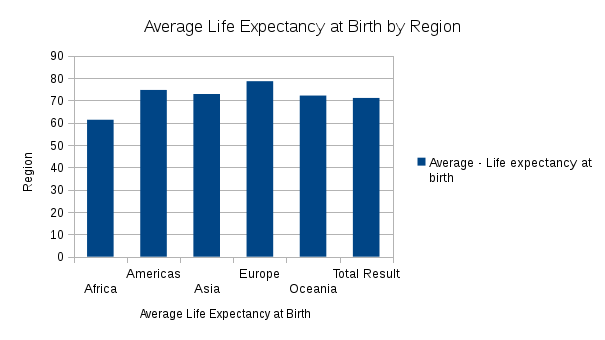 Average Life Expectancy at Birth by Region
90
80
70
60
50
40
30
20
10
0
Region
Africa
Americas
Asia
Europe
Oceania
Total Result
Average Life Expectancy at Birth
Average - Life expectancy at
birth